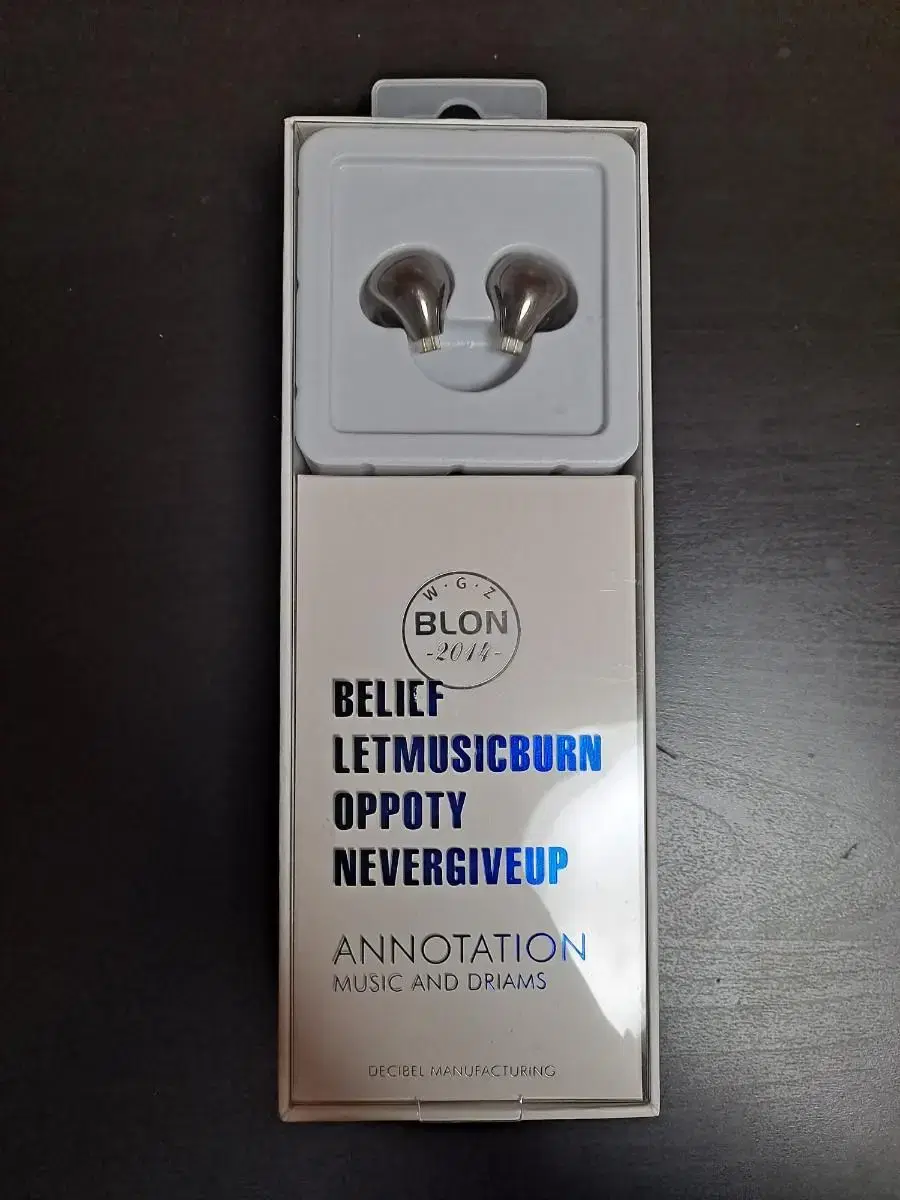 W·G·Z
BLON
-2014-
BELIEF
LETMUSICBURN
OPPOTY
NEVERGIVEUP
ANNOTATION
MUSIC AND DRIAMS
DECIBEL MANUFACTURING